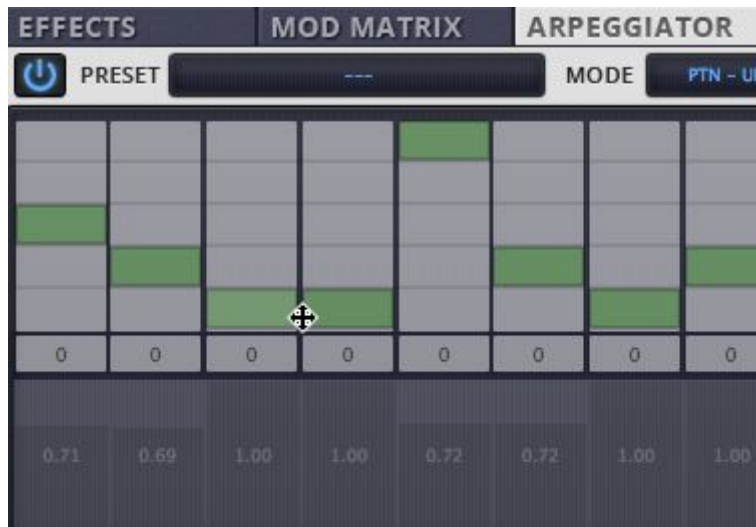 EFFECTS MOD MATRIX ARPEGGIATOR
PRESET --- MODE PTN - U
0 0 0 0 0 0 0 0
0.71 0.69 1.00 1.00 0.72 0.72 1.00 1.00